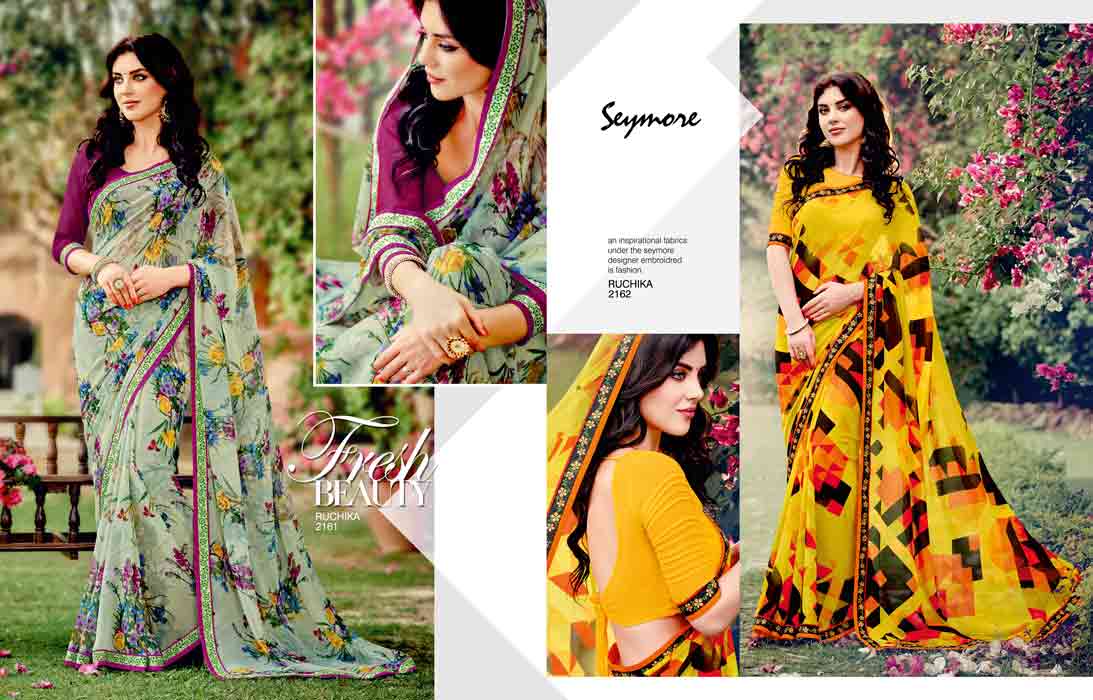 Fresh
BEAUTY
RUCHIKA
2161
Seymore
an inspirational fabrics
under the seymore
designer embroidred
is fashion.
RUCHIKA
2162